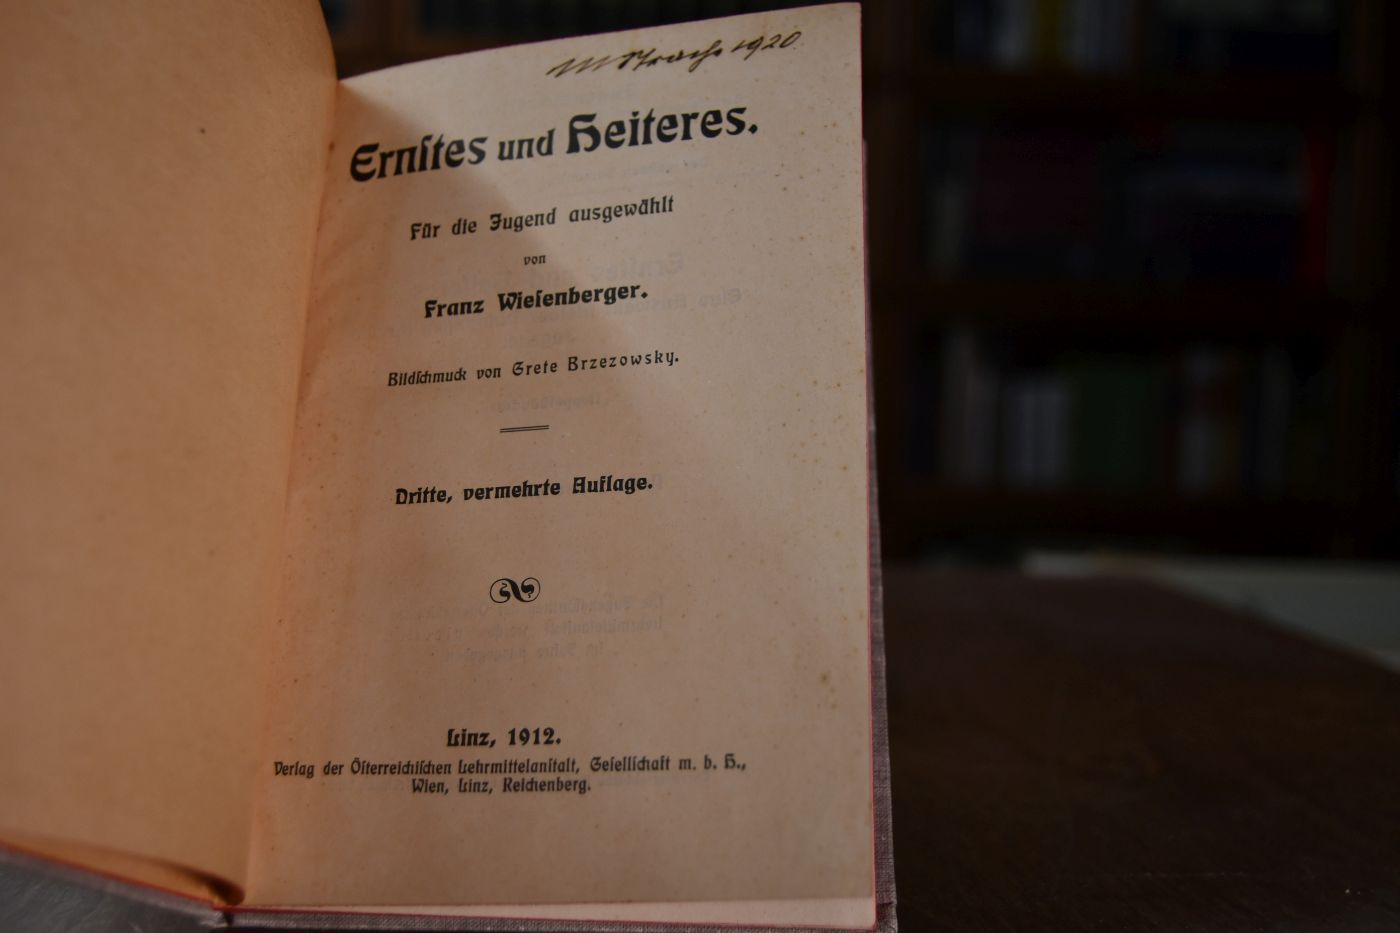 1920
Ernſtes und Heiteres.
Für die Jugend ausgewählt
von
Franz Wieſenberger.
Bildſchmuck von Grete Brzezowsky.
Dritte, vermehrte Auflage.
Linz, 1912.
Verlag der Öſterreichiſchen Lehrmittelanſtalt, Geſellſchaft m. b. H.,
Wien, Linz, Reichenberg.